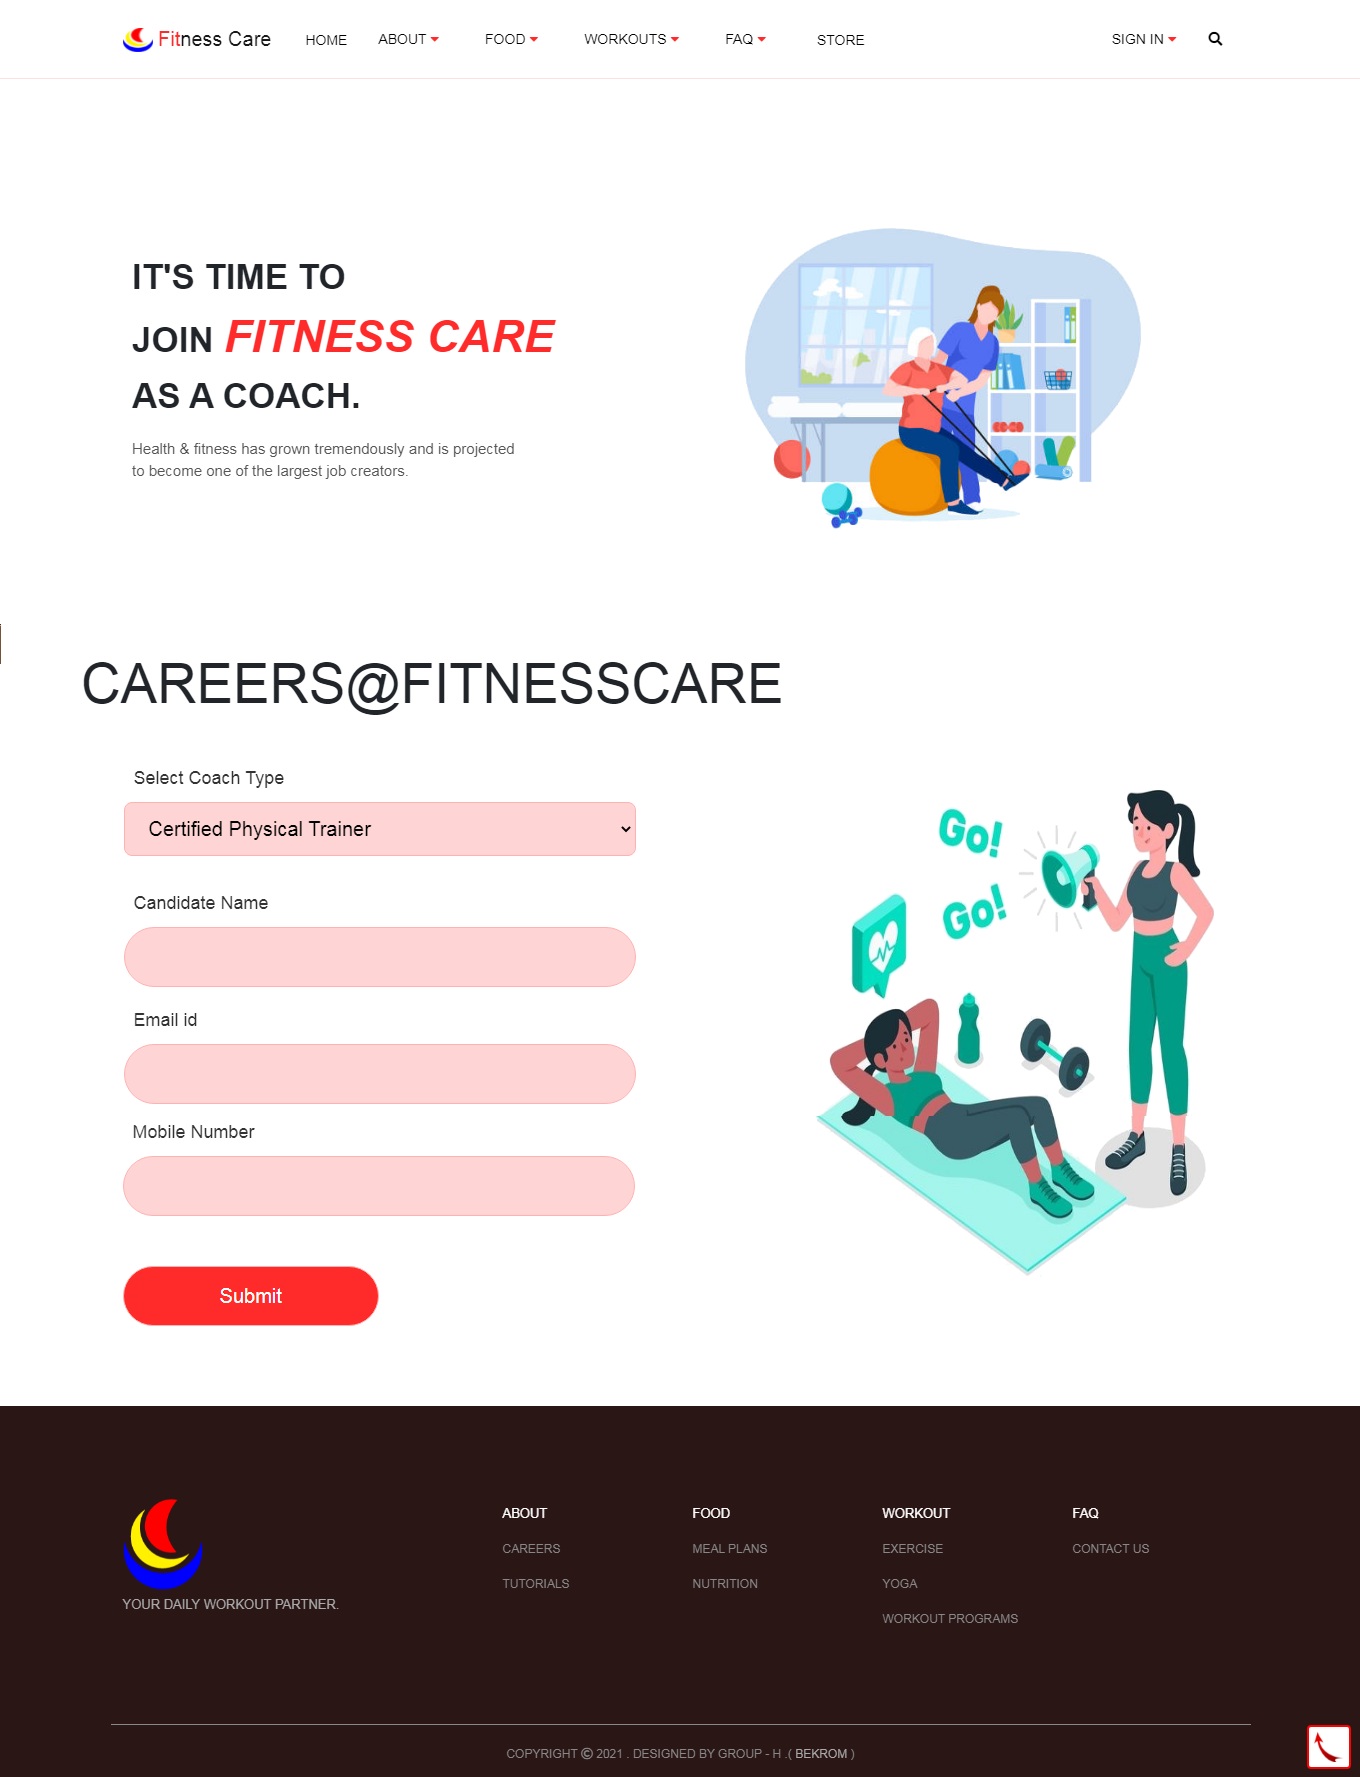 Fitness Care HOME ABOUT FOOD WORKOUTS FAQ STORE SIGN IN
IT'S TIME TO
JOIN FITNESS CARE
AS A COACH.
Health & fitness has grown tremendously and is projected
to become one of the largest job creators.
CAREERS@FITNESSCARE
Select Coach Type
Certified Physical Trainer
Candidate Name
Email id
Mobile Number
Submit
Go!
Go!
YOUR DAILY WORKOUT PARTNER.
ABOUT
CAREERS
TUTORIALS
FOOD
MEAL PLANS
NUTRITION
WORKOUT
EXERCISE
YOGA
WORKOUT PROGRAMS
FAQ
CONTACT US
COPYRIGHT © 2021 . DESIGNED BY GROUP - H .( BEKROM )